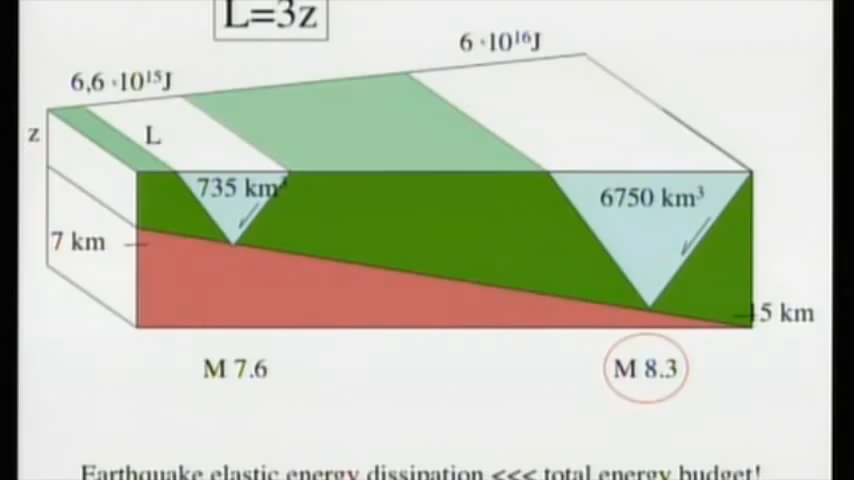 L=3z
6 ·10¹⁶J
6,6 ·10¹⁵J
z
L
735 km³
6750 km³
7 km
5 km
M 7.6
M 8.3
Earthquake elastic energy dissipation <<< total energy budget!